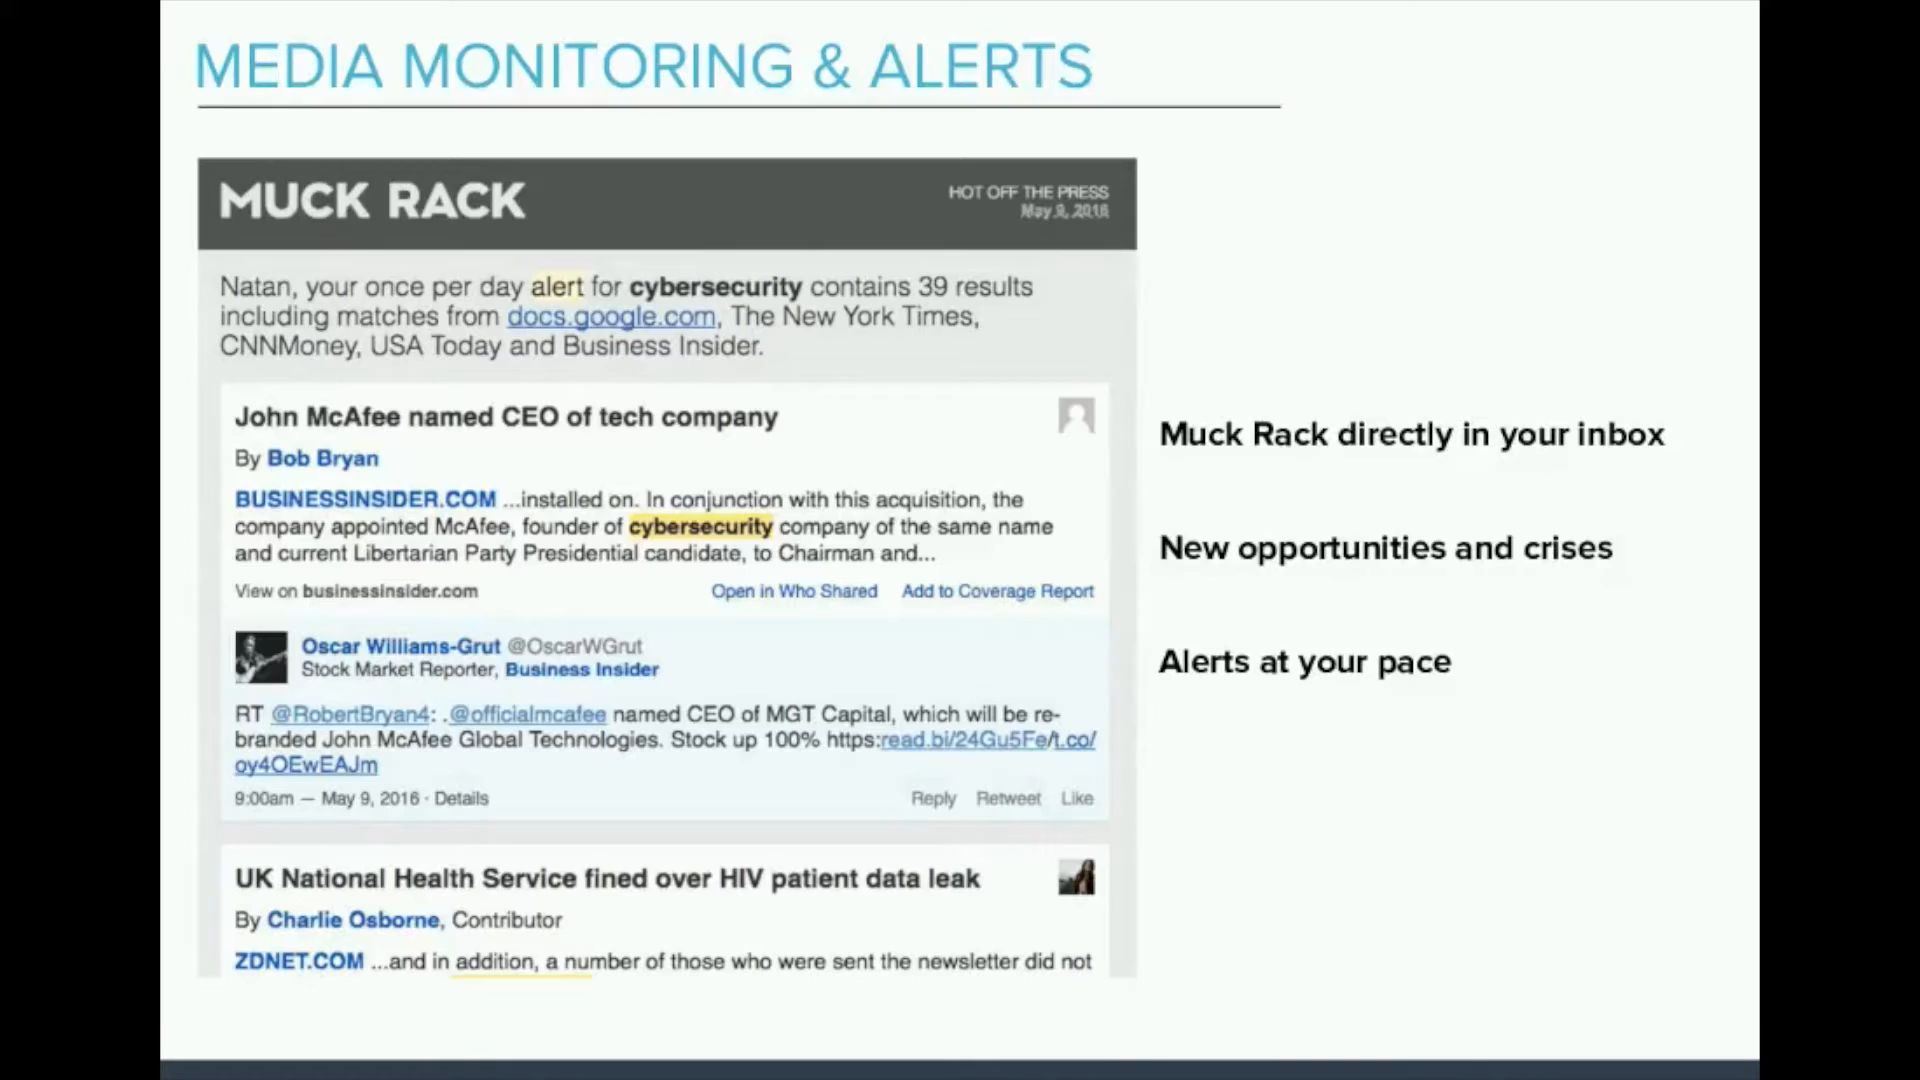 MEDIA MONITORING & ALERTS
MUCK RACK
HOT OFF THE PRESS
May 9, 2016
Natan, your once per day alert for cybersecurity contains 39 results
including matches from docs.google.com, The New York Times,
CNNMoney, USA Today and Business Insider.
John McAfee named CEO of tech company
By Bob Bryan
BUSINESSINSIDER.COM ...installed on. In conjunction with this acquisition, the
company appointed McAfee, founder of cybersecurity company of the same name
and current Libertarian Party Presidential candidate, to Chairman and...
View on businessinsider.com Open in Who Shared Add to Coverage Report
Oscar Williams-Grut @OscarWGrut
Stock Market Reporter, Business Insider
RT @RobertBryan4: .@officialmcafee named CEO of MGT Capital, which will be re-
branded John McAfee Global Technologies. Stock up 100% https:read.bi/24Gu5Fe/t.co/
oy4OEwEAJm
9:00am — May 9, 2016 · Details Reply Retweet Like
UK National Health Service fined over HIV patient data leak
By Charlie Osborne, Contributor
ZDNET.COM ...and in addition, a number of those who were sent the newsletter did not
Muck Rack directly in your inbox
New opportunities and crises
Alerts at your pace